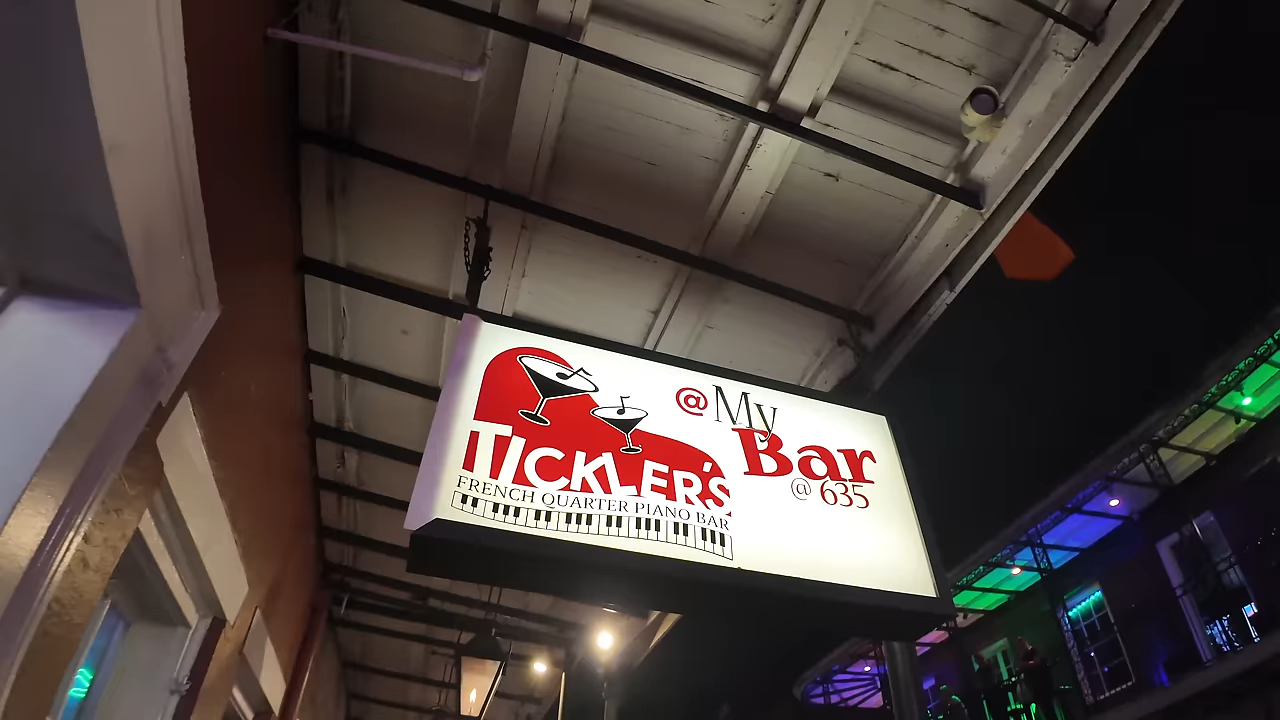 TICKLER'S
FRENCH QUARTER PIANO BAR
@ My
Bar
@ 635